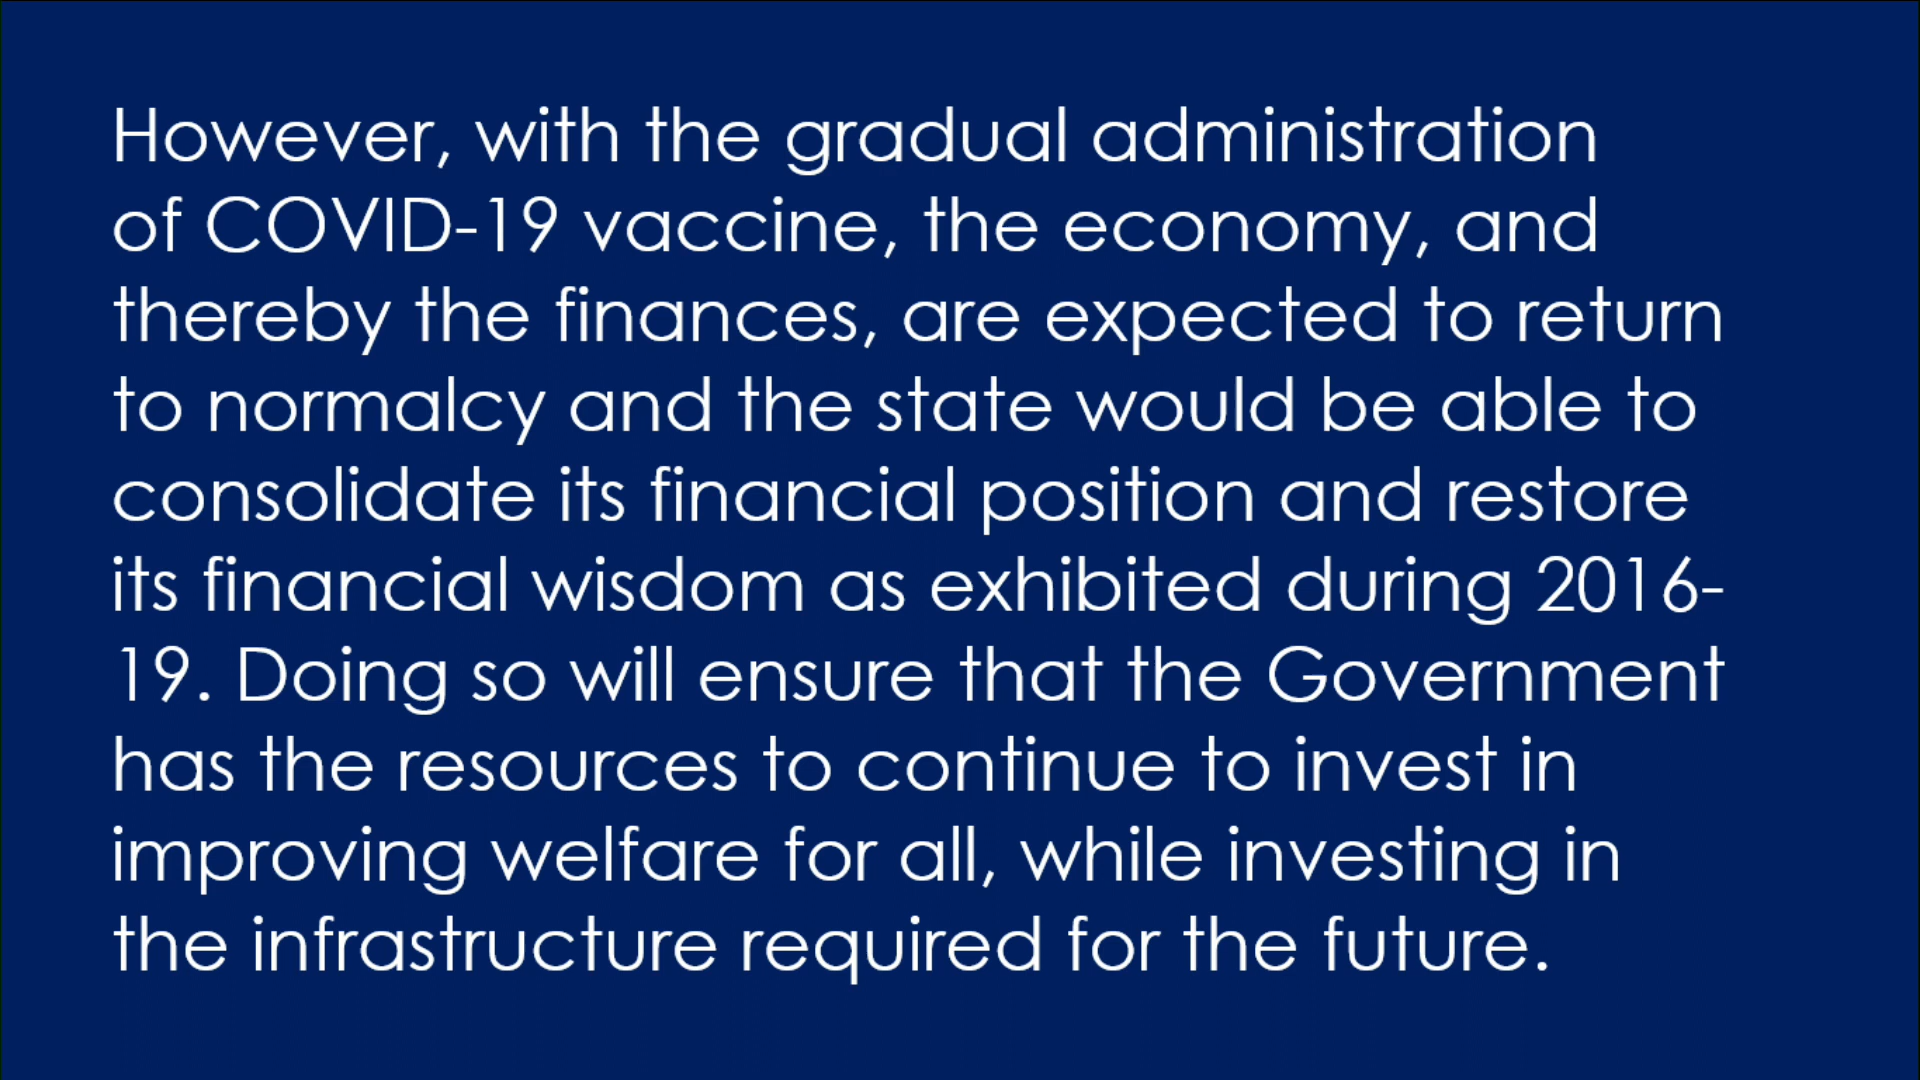 However, with the gradual administration
of COVID-19 vaccine, the economy, and
thereby the finances, are expected to return
to normalcy and the state would be able to
consolidate its financial position and restore
its financial wisdom as exhibited during 2016-
19. Doing so will ensure that the Government
has the resources to continue to invest in
improving welfare for all, while investing in
the infrastructure required for the future.